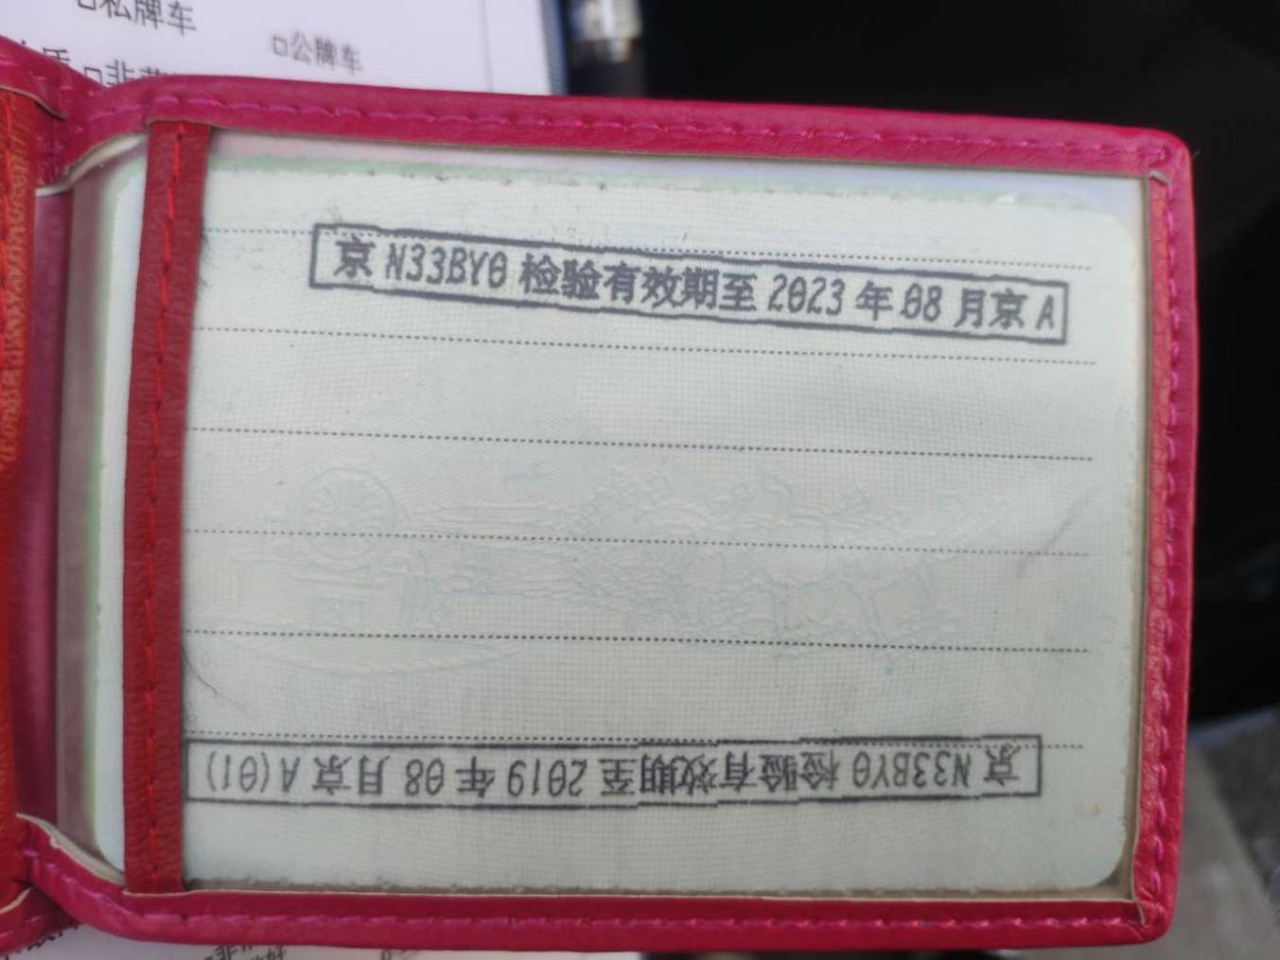 私牌车
□公牌车
京 N33BY0 检验有效期至 2023 年 08 月京 A
京 N33BY0 检验有效期至 2019 年 08 月京 A (01)